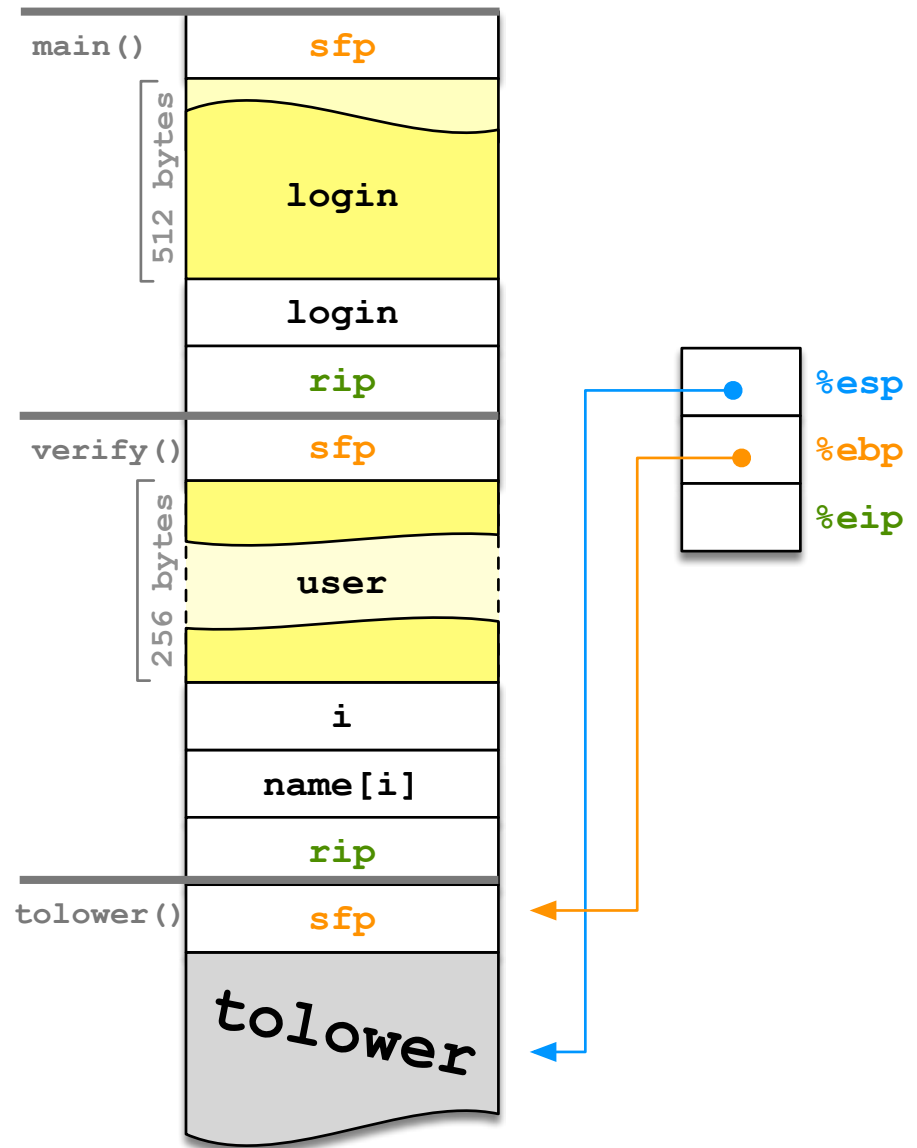 main()
sfp
512 bytes
login
login
rip
%esp
verify()
sfp
%ebp
%eip
256 bytes
user
i
name[i]
rip
tolower()
sfp
tolower